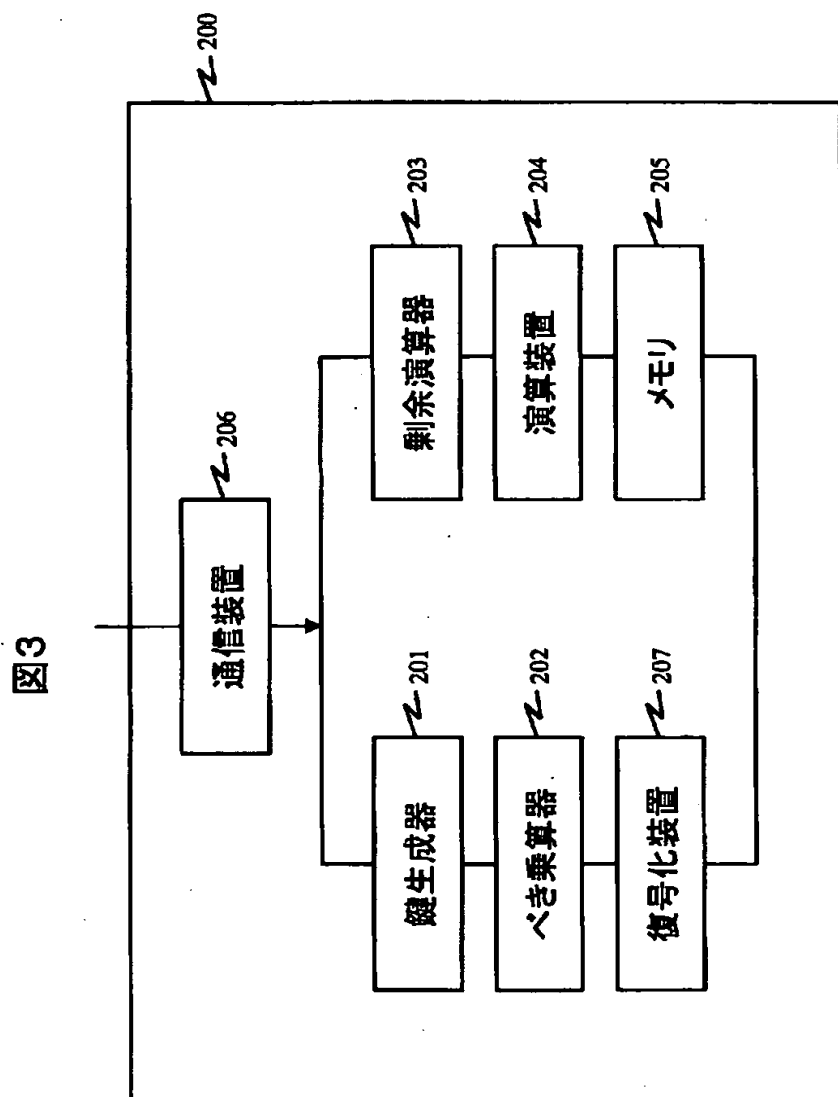 図3
200
通信装置
206
鍵生成器
201
べき乗算器
202
復号化装置
207
剰余演算器
203
演算装置
204
メモリ
205